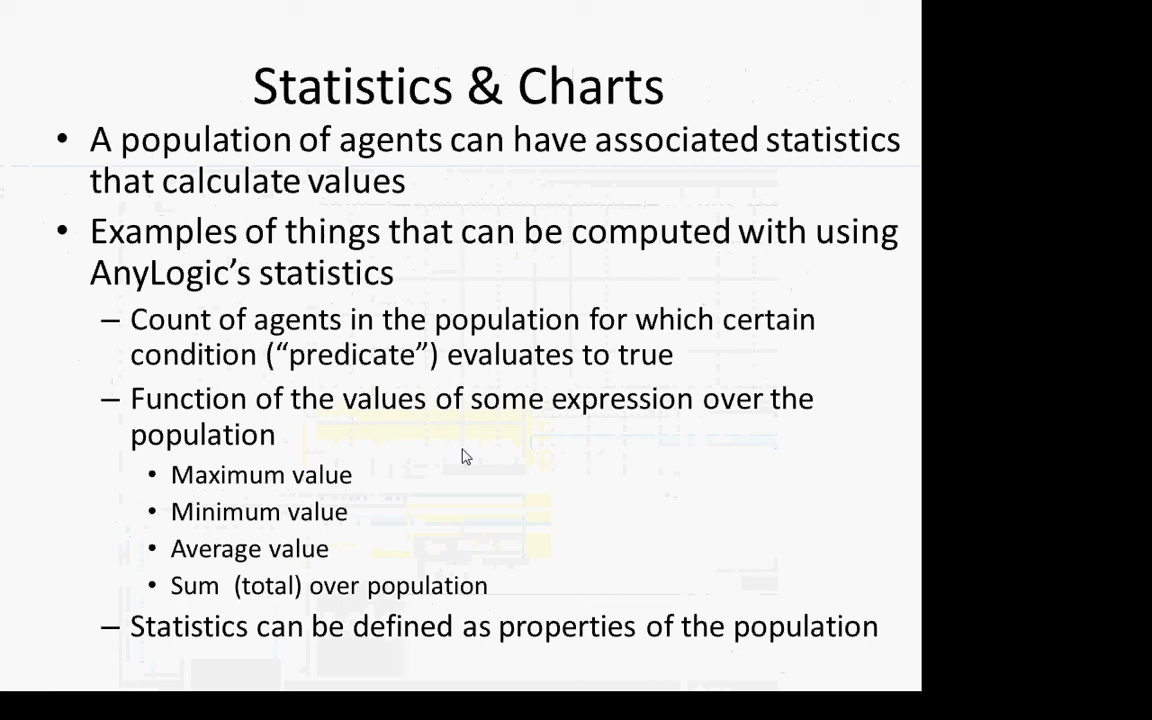 Statistics & Charts
• A population of agents can have associated statistics
that calculate values
• Examples of things that can be computed with using
AnyLogic’s statistics
– Count of agents in the population for which certain
condition (“predicate”) evaluates to true
– Function of the values of some expression over the
population
• Maximum value
• Minimum value
• Average value
• Sum (total) over population
– Statistics can be defined as properties of the population